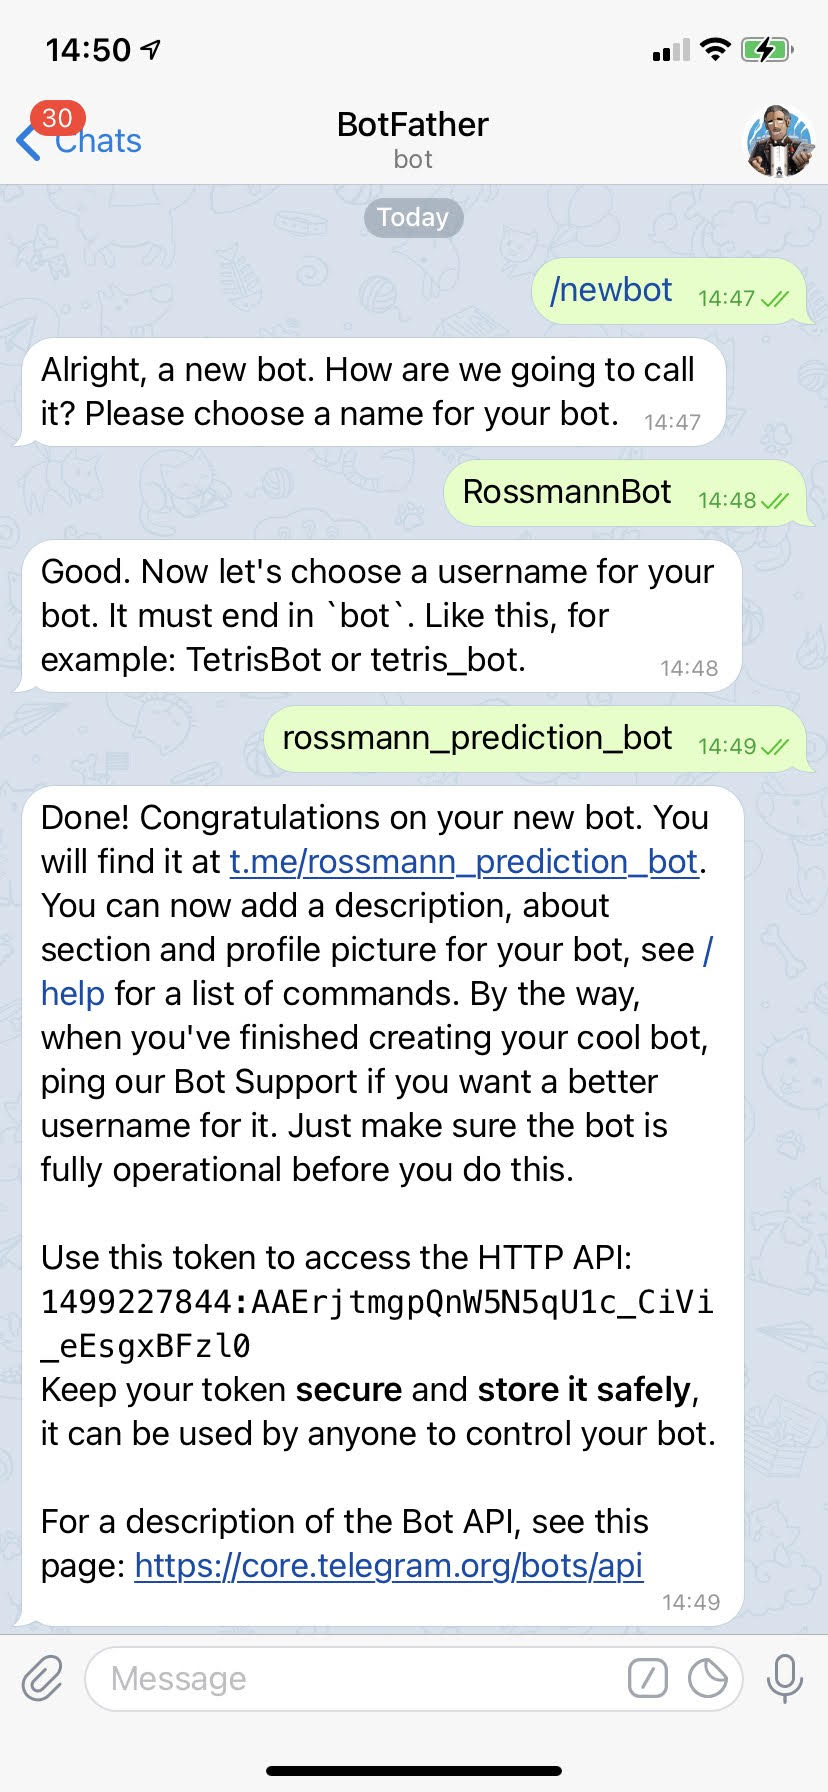 14:50
30
Chats
BotFather
bot
Today
/newbot 14:47
Alright, a new bot. How are we going to call
it? Please choose a name for your bot. 14:47
RossmannBot 14:48
Good. Now let's choose a username for your
bot. It must end in `bot`. Like this, for
example: TetrisBot or tetris_bot. 14:48
rossmann_prediction_bot 14:49
Done! Congratulations on your new bot. You
will find it at t.me/rossmann_prediction_bot.
You can now add a description, about
section and profile picture for your bot, see /
help for a list of commands. By the way,
when you've finished creating your cool bot,
ping our Bot Support if you want a better
username for it. Just make sure the bot is
fully operational before you do this.
Use this token to access the HTTP API:
1499227844:AAErjtmgpQnW5N5qU1c_CiVi
_eEsgxBFzl0
Keep your token secure and store it safely,
it can be used by anyone to control your bot.
For a description of the Bot API, see this
page: https://core.telegram.org/bots/api
14:49
Message